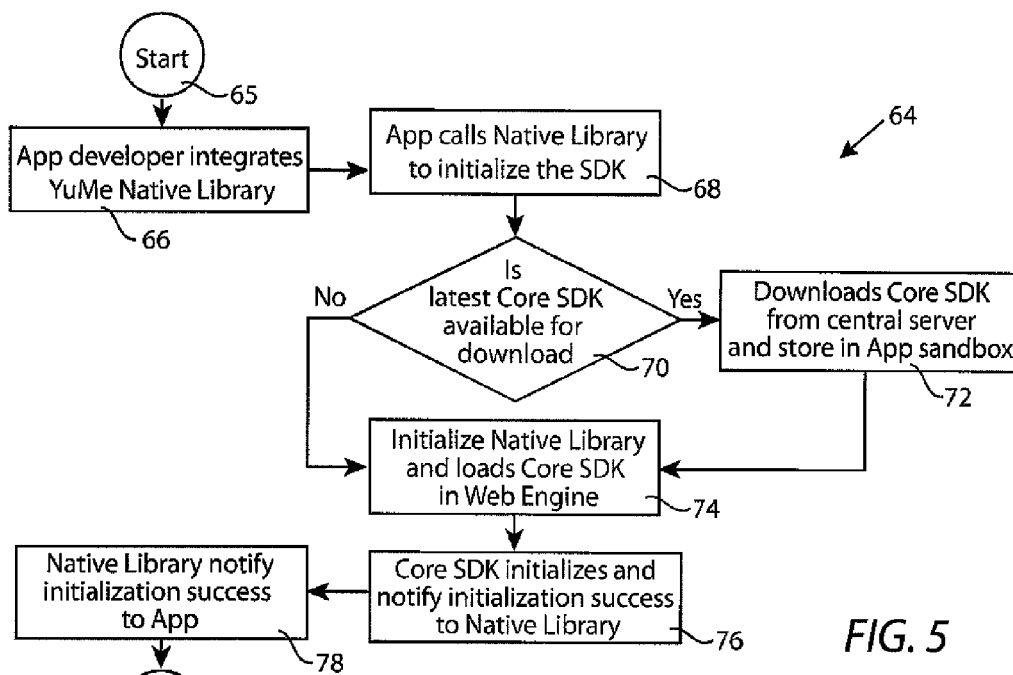 Start
65
App developer integrates
YuMe Native Library
66
App calls Native Library
to initialize the SDK
68
64
Is
latest Core SDK
available for
download
70
No
Yes
Downloads Core SDK
from central server
and store in App sandbox
72
Initialize Native Library
and loads Core SDK
in Web Engine
74
Core SDK initializes and
notify initialization success
to Native Library
76
Native Library notify
initialization success
to App
78
FIG. 5